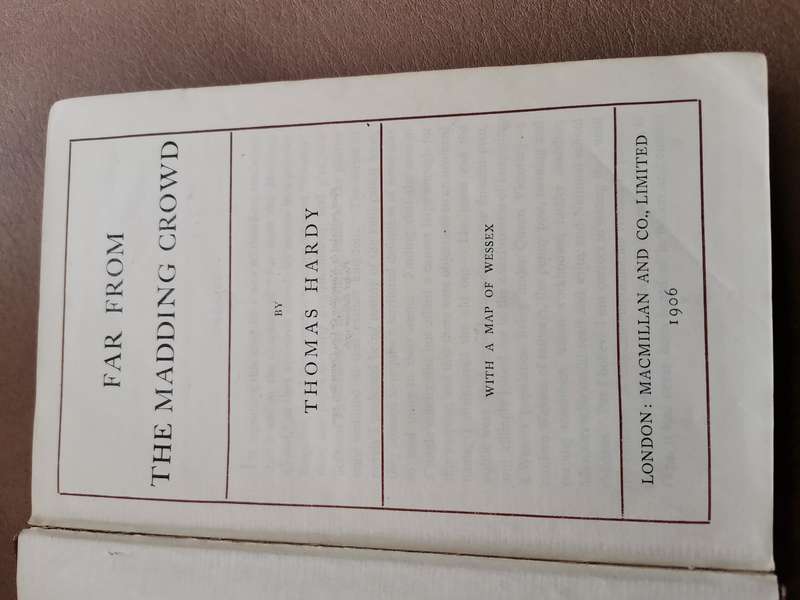 FAR FROM
THE MADDING CROWD
BY
THOMAS HARDY
WITH A MAP OF WESSEX
LONDON: MACMILLAN AND CO., LIMITED
1906